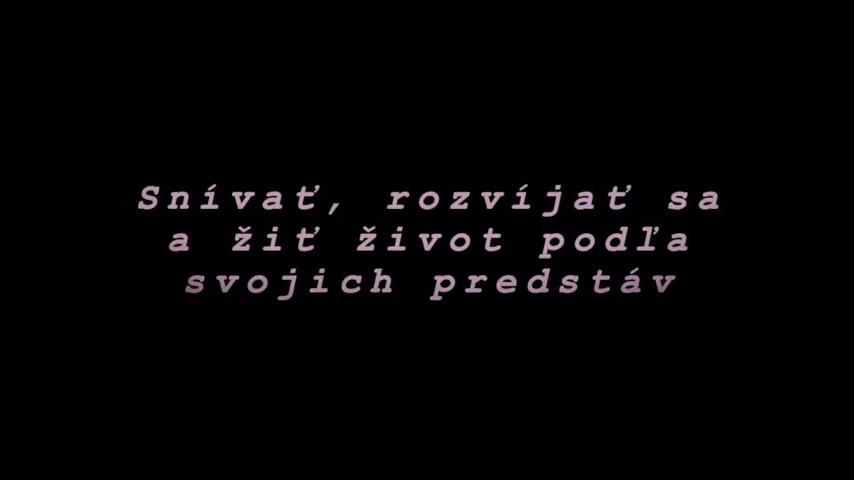 Snívať, rozvíjať sa
a žiť život podľa
svojich predstáv